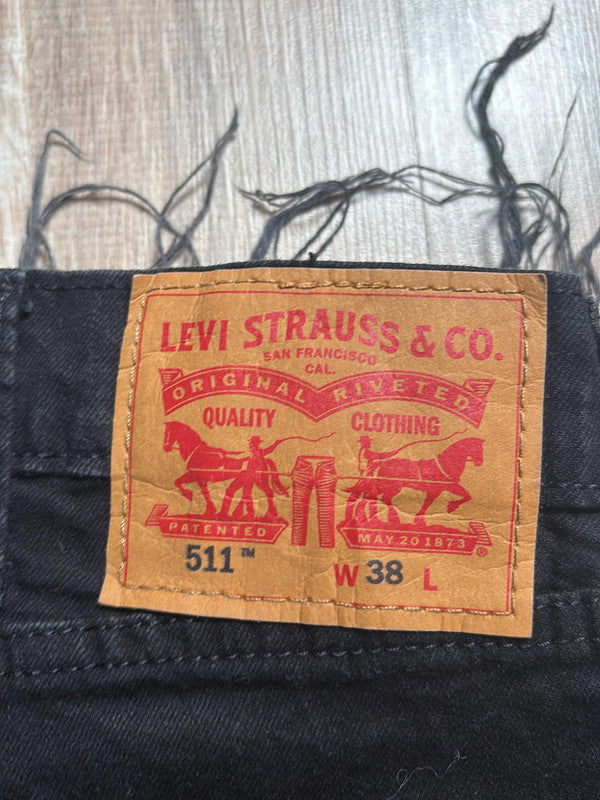 LEVI STRAUSS & CO.
SAN FRANCISCO
CAL.
ORIGINAL RIVETED
QUALITY CLOTHING
PATENTED MAY 20 1873 ®
511™ W 38 L